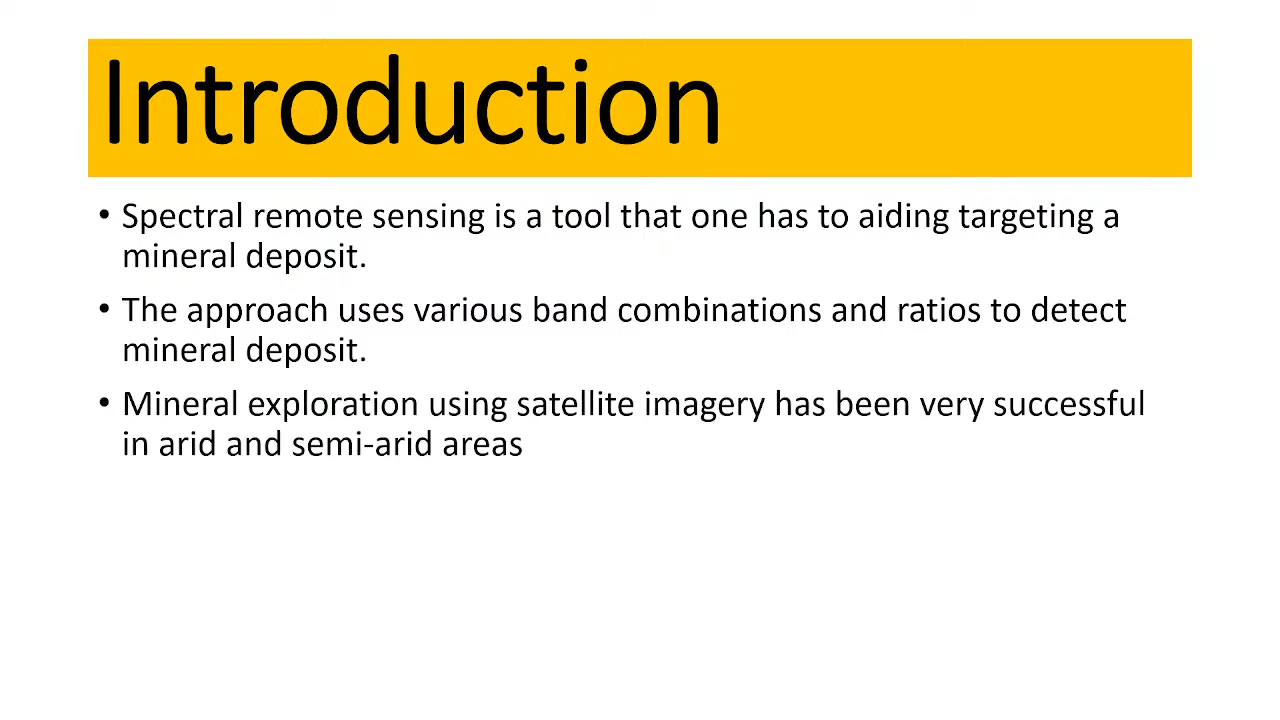 Introduction
• Spectral remote sensing is a tool that one has to aiding targeting a
mineral deposit.
• The approach uses various band combinations and ratios to detect
mineral deposit.
• Mineral exploration using satellite imagery has been very successful
in arid and semi-arid areas